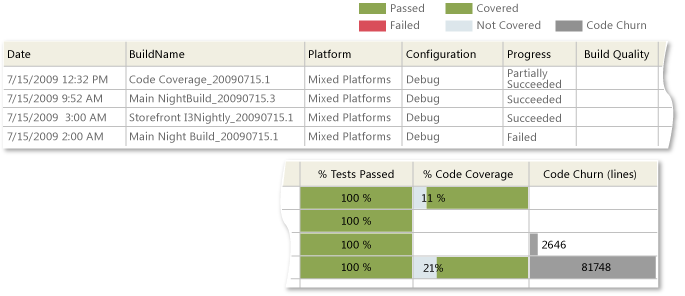 Passed Covered
Failed Not Covered Code Churn
Date BuildName Platform Configuration Progress Build Quality
7/15/2009 12:32 PM Code Coverage_20090715.1 Mixed Platforms Debug Partially Succeeded
7/15/2009 9:52 AM Main NightBuild_20090715.3 Mixed Platforms Debug Succeeded
7/15/2009 3:00 AM Storefront I3Nightly_20090715.1 Mixed Platforms Debug Succeeded
7/15/2009 2:00 AM Main Night Build_20090715.1 Mixed Platforms Debug Failed
% Tests Passed % Code Coverage Code Churn (lines)
100 % 11 %
100 %
100 % 2646
100 % 21% 81748